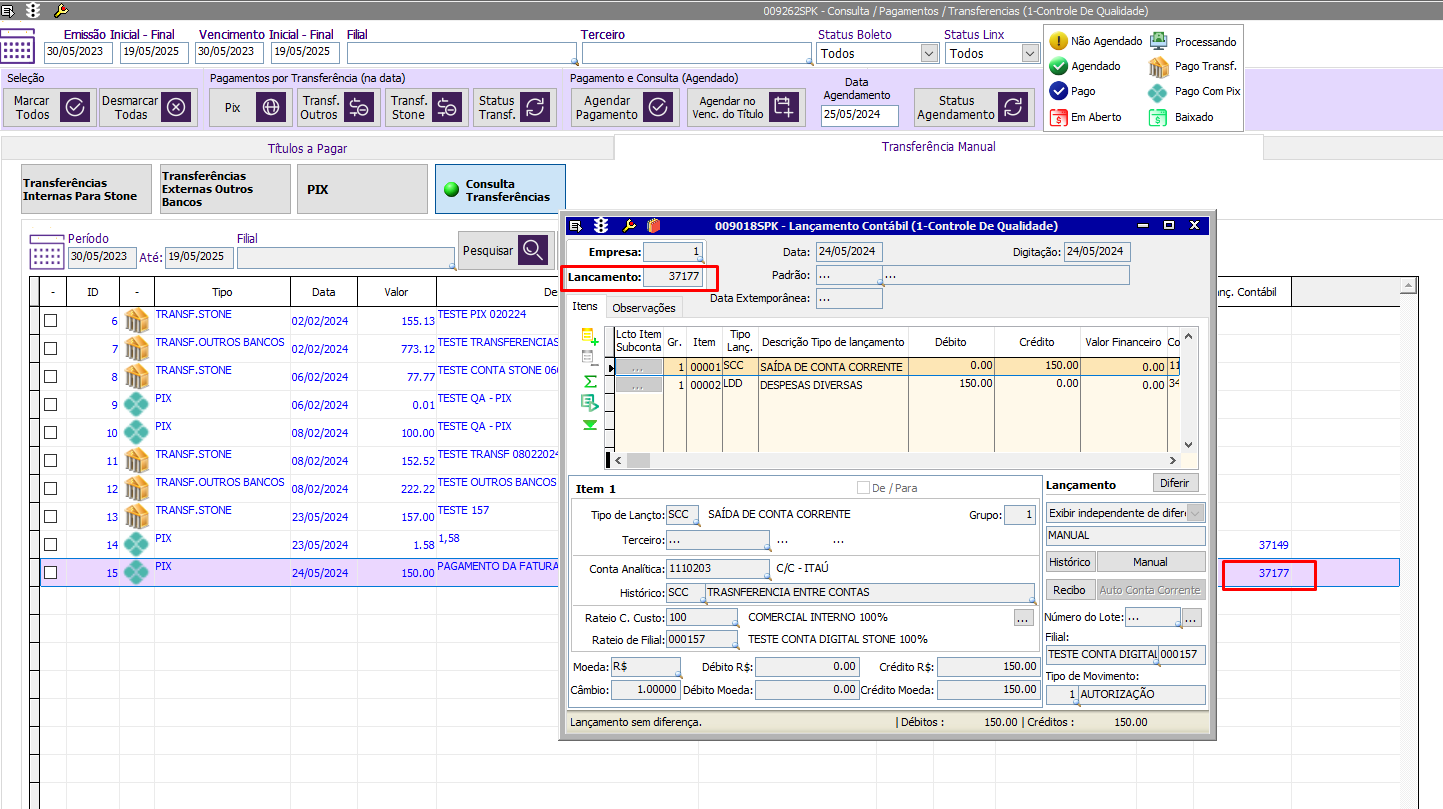 009262SPK - Consulta / Pagamentos / Transferencias (1-Controle De Qualidade)
Emissão Inicial - Final Vencimento Inicial - Final Filial Terceiro Status Boleto Status Linx
30/05/2023 19/05/2025 30/05/2023 19/05/2025 Todos Todos
Não Agendado Processando
Agendado Pago Transf.
Pago Pago Com Pix
Em Aberto Baixado
Seleção Pagamentos por Transferência (na data) Pagamento e Consulta (Agendado) Data Agendamento
Marcar Todos Desmarcar Todas Pix Transf. Outros Transf. Stone Status Transf. Agendar Pagamento Agendar no Venc. do Título 25/05/2024 Status Agendamento
Títulos a Pagar Transferência Manual
Transferências Internas Para Stone Transferências Externas Outros Bancos PIX Consulta Transferências
Período Filial
30/05/2023 Até: 19/05/2025 Pesquisar
- ID - Tipo Data Valor De nç. Contábil
6 TRANSF.STONE 02/02/2024 155.13 TESTE PIX 020224
7 TRANSF.OUTROS BANCOS 02/02/2024 773.12 TESTE TRANSFERENCIAS
8 TRANSF.STONE 06/02/2024 77.77 TESTE CONTA STONE 060
9 PIX 06/02/2024 0.01 TESTE QA - PIX
10 PIX 08/02/2024 100.00 TESTE QA - PIX
11 TRANSF.STONE 08/02/2024 152.52 TESTE TRANSF 08022024
12 TRANSF.OUTROS BANCOS 08/02/2024 222.22 TESTE OUTROS BANCOS
13 TRANSF.STONE 23/05/2024 157.00 TESTE 157
14 PIX 23/05/2024 1.58 1,58 37149
15 PIX 24/05/2024 150.00 PAGAMENTO DA FATURA 37177
009018SPK - Lançamento Contábil (1-Controle De Qualidade)
Empresa: 1 Data: 24/05/2024 Digitação: 24/05/2024
Lancamento: 37177 Padrão: ... ...
Data Extemporânea: ...
Itens Observações
Lcto Item Subconta Gr. Item Tipo Lanç. Descrição Tipo de lançamento Débito Crédito Valor Financeiro Co
... 1 00001 SCC SAÍDA DE CONTA CORRENTE 0.00 150.00 0.00 11
... 1 00002 LDD DESPESAS DIVERSAS 150.00 0.00 0.00 34
Item 1 De / Para
Tipo de Lançto: SCC SAÍDA DE CONTA CORRENTE Grupo: 1
Terceiro: ... ... ...
Conta Analítica: 1110203 C/C - ITAÚ
Histórico: SCC TRASNFERENCIA ENTRE CONTAS
Rateio C. Custo: 100 COMERCIAL INTERNO 100% ...
Rateio de Filial: 000157 TESTE CONTA DIGITAL STONE 100%
Moeda: R$ Débito R$: 0.00 Crédito R$: 150.00
Câmbio: 1.00000 Débito Moeda: 0.00 Crédito Moeda: 150.00
Lançamento Diferir
Exibir independente de diferen
MANUAL
Histórico Manual
Recibo Auto Conta Corrente
Número do Lote: ... ...
Filial:
TESTE CONTA DIGITAL 000157
Tipo de Movimento:
1 AUTORIZAÇÃO
Lançamento sem diferença. | Débitos : 150.00 | Créditos : 150.00